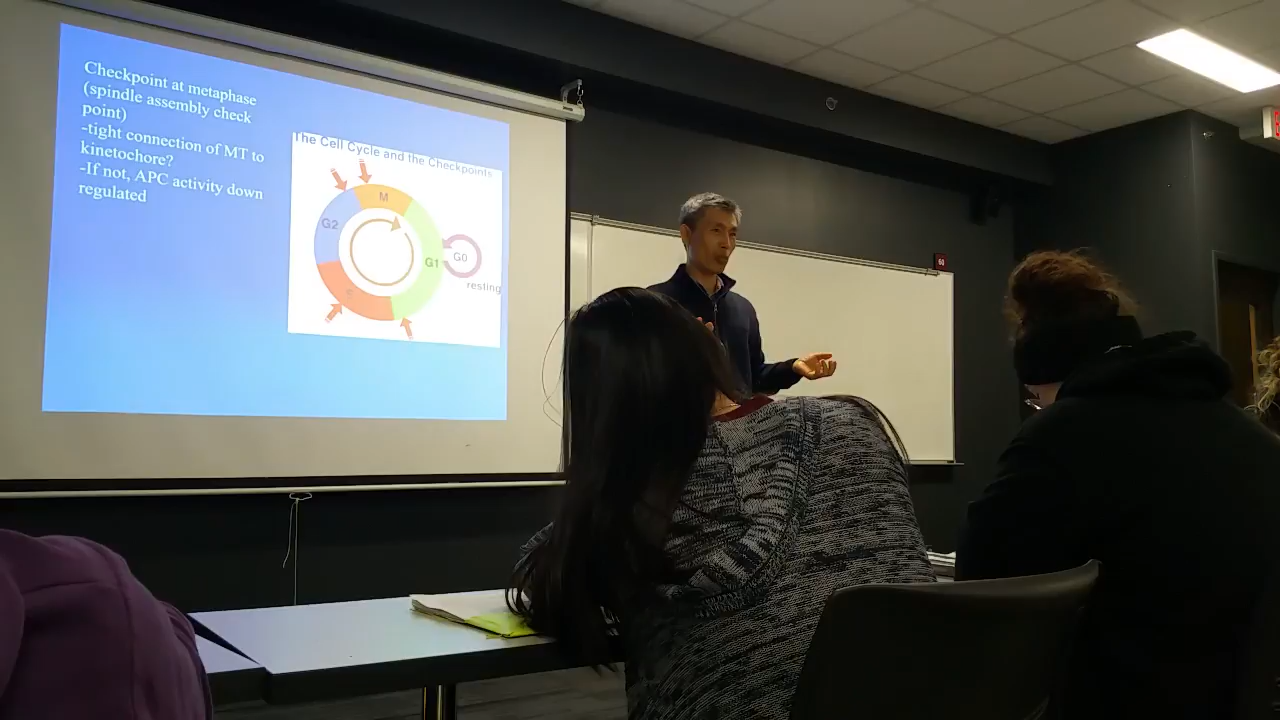 Checkpoint at metaphase
(spindle assembly check
point)
-tight connection of MT to
kinetochore?
-If not, APC activity down
regulated
The Cell Cycle and the Checkpoints
M
G2
G1
G0
resting
S
60